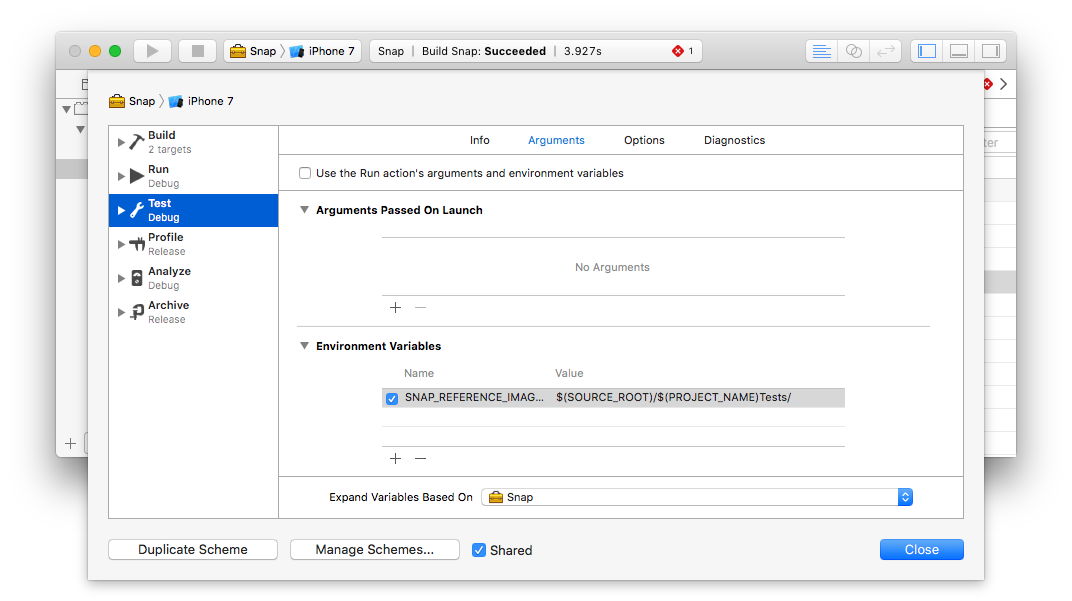 Snap iPhone 7
Snap Build Snap: Succeeded 3.927s 1
Snap iPhone 7
Build
2 targets
Run
Debug
Test
Debug
Profile
Release
Analyze
Debug
Archive
Release
Info Arguments Options Diagnostics
Use the Run action's arguments and environment variables
Arguments Passed On Launch
No Arguments
Environment Variables
Name Value
SNAP_REFERENCE_IMAG... $(SOURCE_ROOT)/$(PROJECT_NAME)Tests/
Expand Variables Based On Snap
Duplicate Scheme Manage Schemes... Shared Close